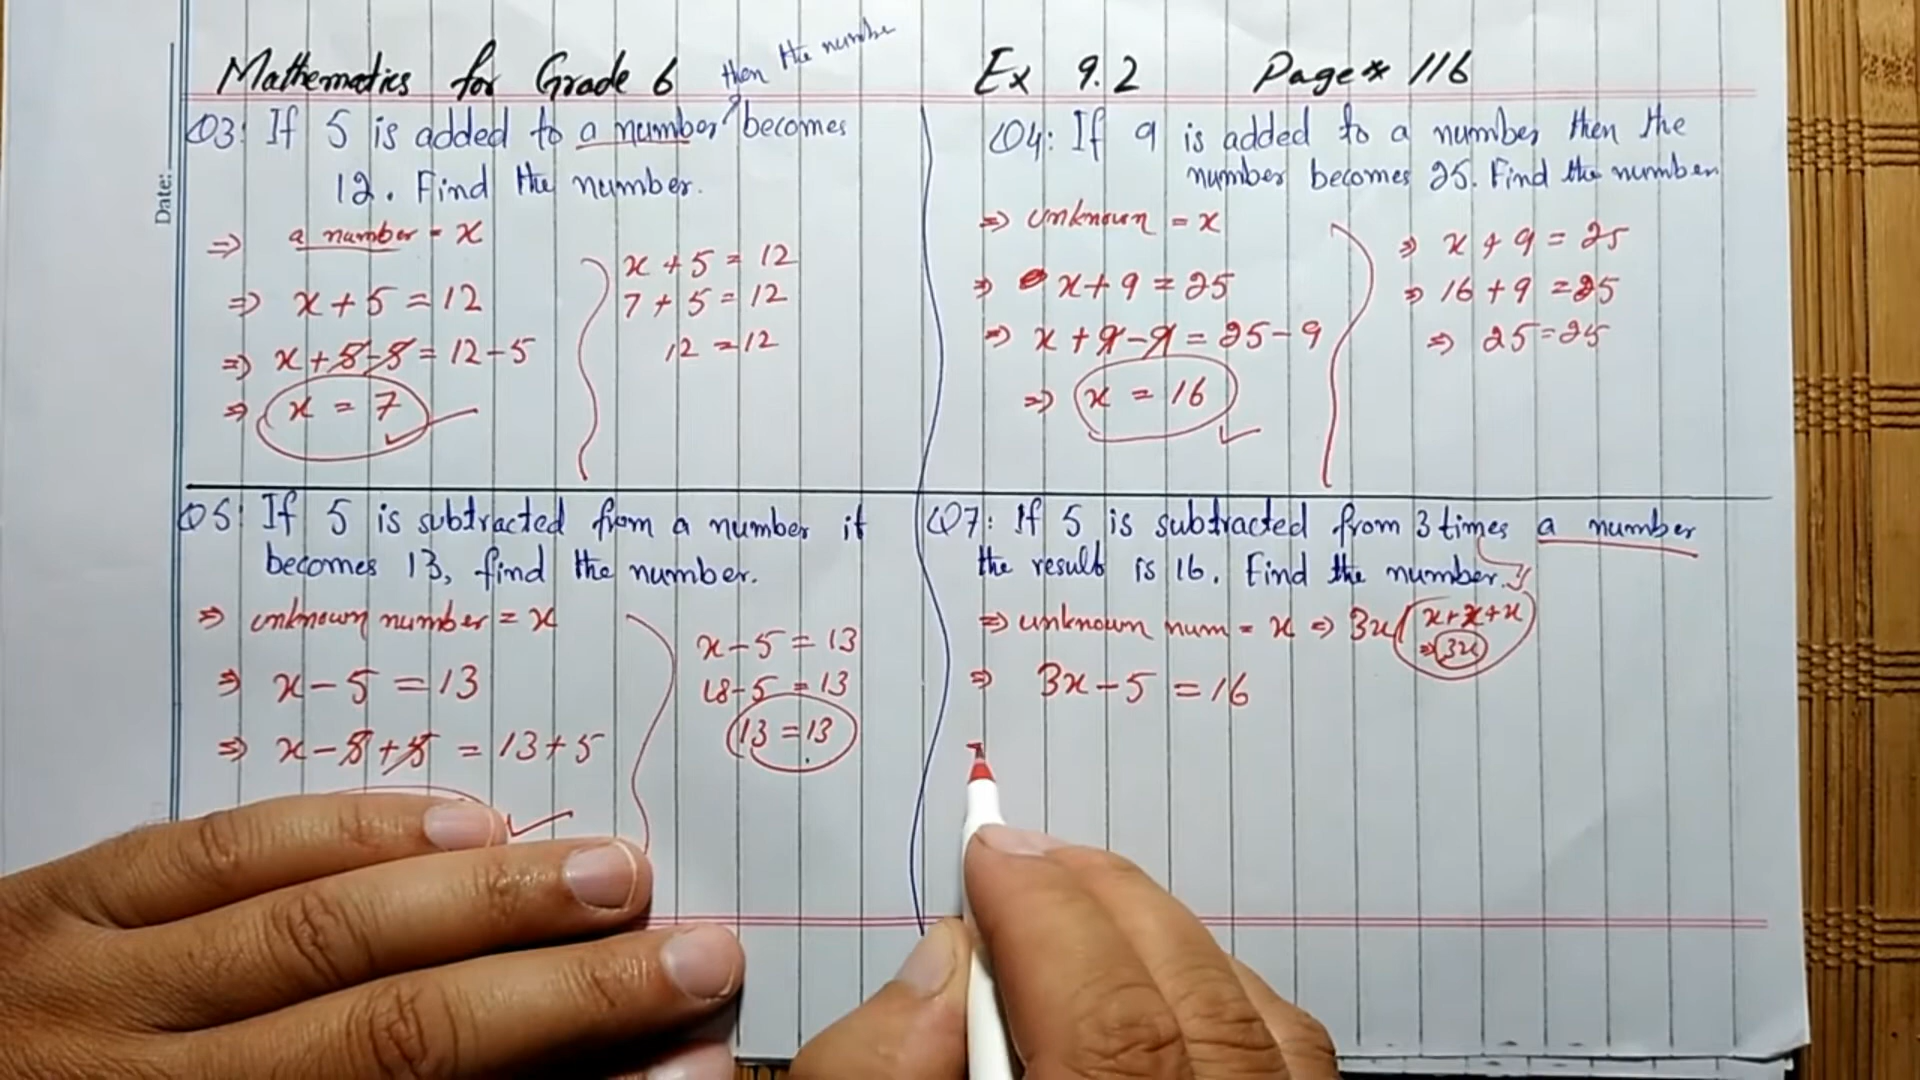 Mathematics for Grade 6
then the numbe
Ex 9.2 Page* 116
Date:
Q3: If 5 is added to a number becomes
12. Find the number.
⇒ a number = x
⇒ x + 5 = 12
⇒ x + 5 - 5 = 12 - 5
⇒ x = 7
x + 5 = 12
7 + 5 = 12
12 = 12
Q4: If 9 is added to a number then the
number becomes 25. Find the number
⇒ unknown = x
⇒ x + 9 = 25
⇒ x + 9 - 9 = 25 - 9
⇒ x = 16
⇒ x + 9 = 25
⇒ 16 + 9 = 25
⇒ 25 = 25
Q5: If 5 is subtracted from a number it
becomes 13, find the number.
⇒ unknown number = x
⇒ x - 5 = 13
⇒ x - 5 + 5 = 13 + 5
x - 5 = 13
18 - 5 = 13
13 = 13
Q7: If 5 is subtracted from 3 times a number
the result is 16. Find the number.
⇒ unknown num = x ⇒ 3x
x + x + x
⇒ 3x
⇒ 3x - 5 = 16